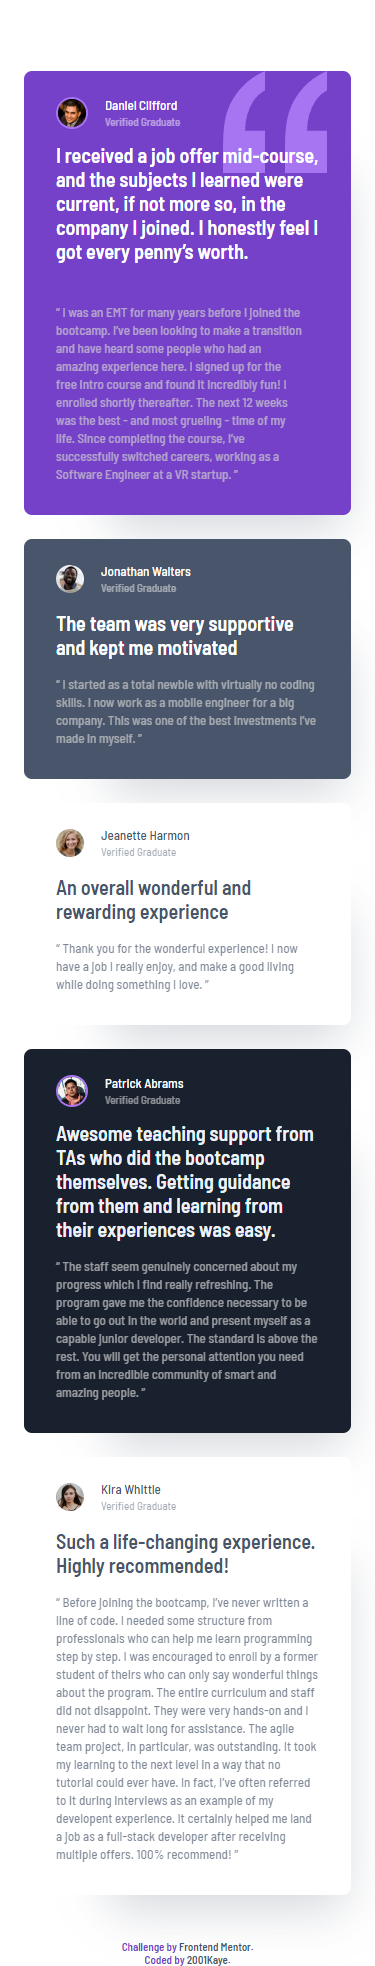 Daniel Clifford
Verified Graduate
I received a job offer mid-course,
and the subjects I learned were
current, if not more so, in the
company I joined. I honestly feel I
got every penny’s worth.
“ I was an EMT for many years before I joined the
bootcamp. I’ve been looking to make a transition
and have heard some people who had an
amazing experience here. I signed up for the
free intro course and found it incredibly fun! I
enrolled shortly thereafter. The next 12 weeks
was the best - and most grueling - time of my
life. Since completing the course, I’ve
successfully switched careers, working as a
Software Engineer at a VR startup. ”
Jonathan Walters
Verified Graduate
The team was very supportive
and kept me motivated
“ I started as a total newbie with virtually no coding
skills. I now work as a mobile engineer for a big
company. This was one of the best investments I’ve
made in myself. ”
Jeanette Harmon
Verified Graduate
An overall wonderful and
rewarding experience
“ Thank you for the wonderful experience! I now
have a job I really enjoy, and make a good living
while doing something I love. ”
Patrick Abrams
Verified Graduate
Awesome teaching support from
TAs who did the bootcamp
themselves. Getting guidance
from them and learning from
their experiences was easy.
“ The staff seem genuinely concerned about my
progress which I find really refreshing. The
program gave me the confidence necessary to be
able to go out in the world and present myself as a
capable junior developer. The standard is above the
rest. You will get the personal attention you need
from an incredible community of smart and
amazing people. ”
Kira Whittle
Verified Graduate
Such a life-changing experience.
Highly recommended!
“ Before joining the bootcamp, I’ve never written a
line of code. I needed some structure from
professionals who can help me learn programming
step by step. I was encouraged to enroll by a former
student of theirs who can only say wonderful things
about the program. The entire curriculum and staff
did not disappoint. They were very hands-on and I
never had to wait long for assistance. The agile
team project, in particular, was outstanding. It took
my learning to the next level in a way that no
tutorial could ever have. In fact, I’ve often referred
to it during interviews as an example of my
developent experience. It certainly helped me land
a job as a full-stack developer after receiving
multiple offers. 100% recommend! ”
Challenge by Frontend Mentor.
Coded by 2001Kaye.